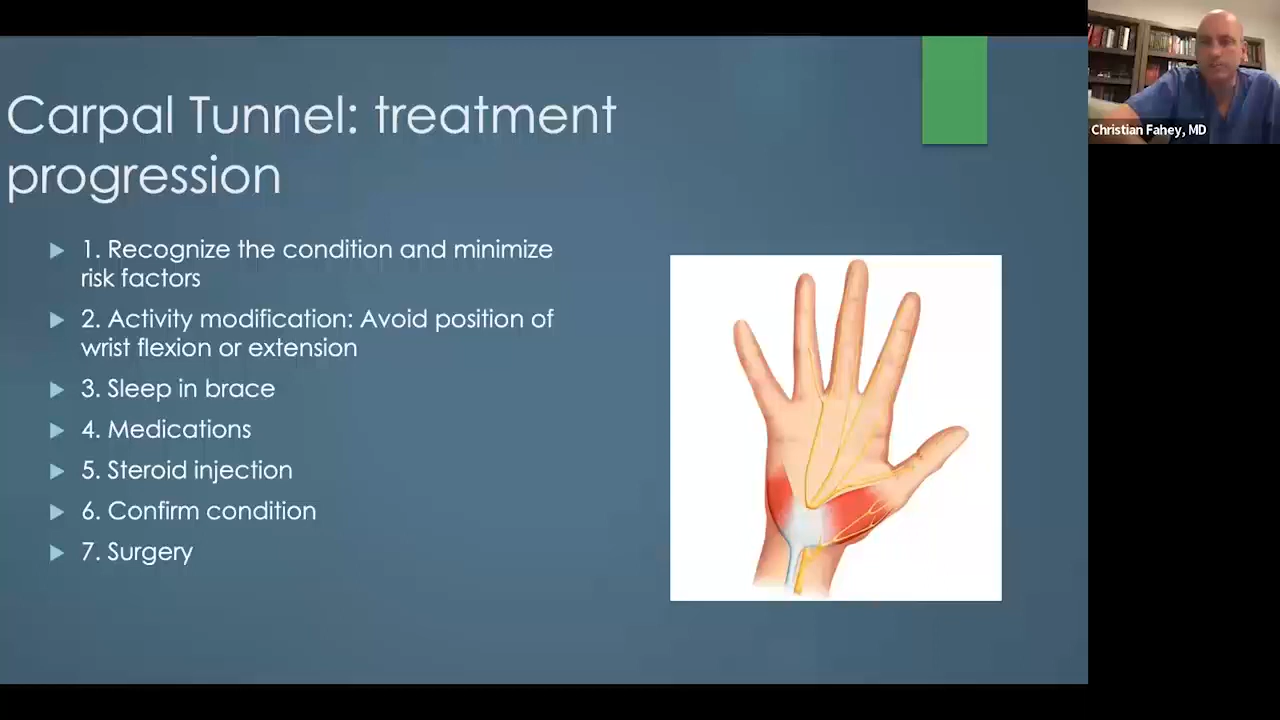 Carpal Tunnel: treatment
progression
1. Recognize the condition and minimize
risk factors
2. Activity modification: Avoid position of
wrist flexion or extension
3. Sleep in brace
4. Medications
5. Steroid injection
6. Confirm condition
7. Surgery
Christian Fahey, MD